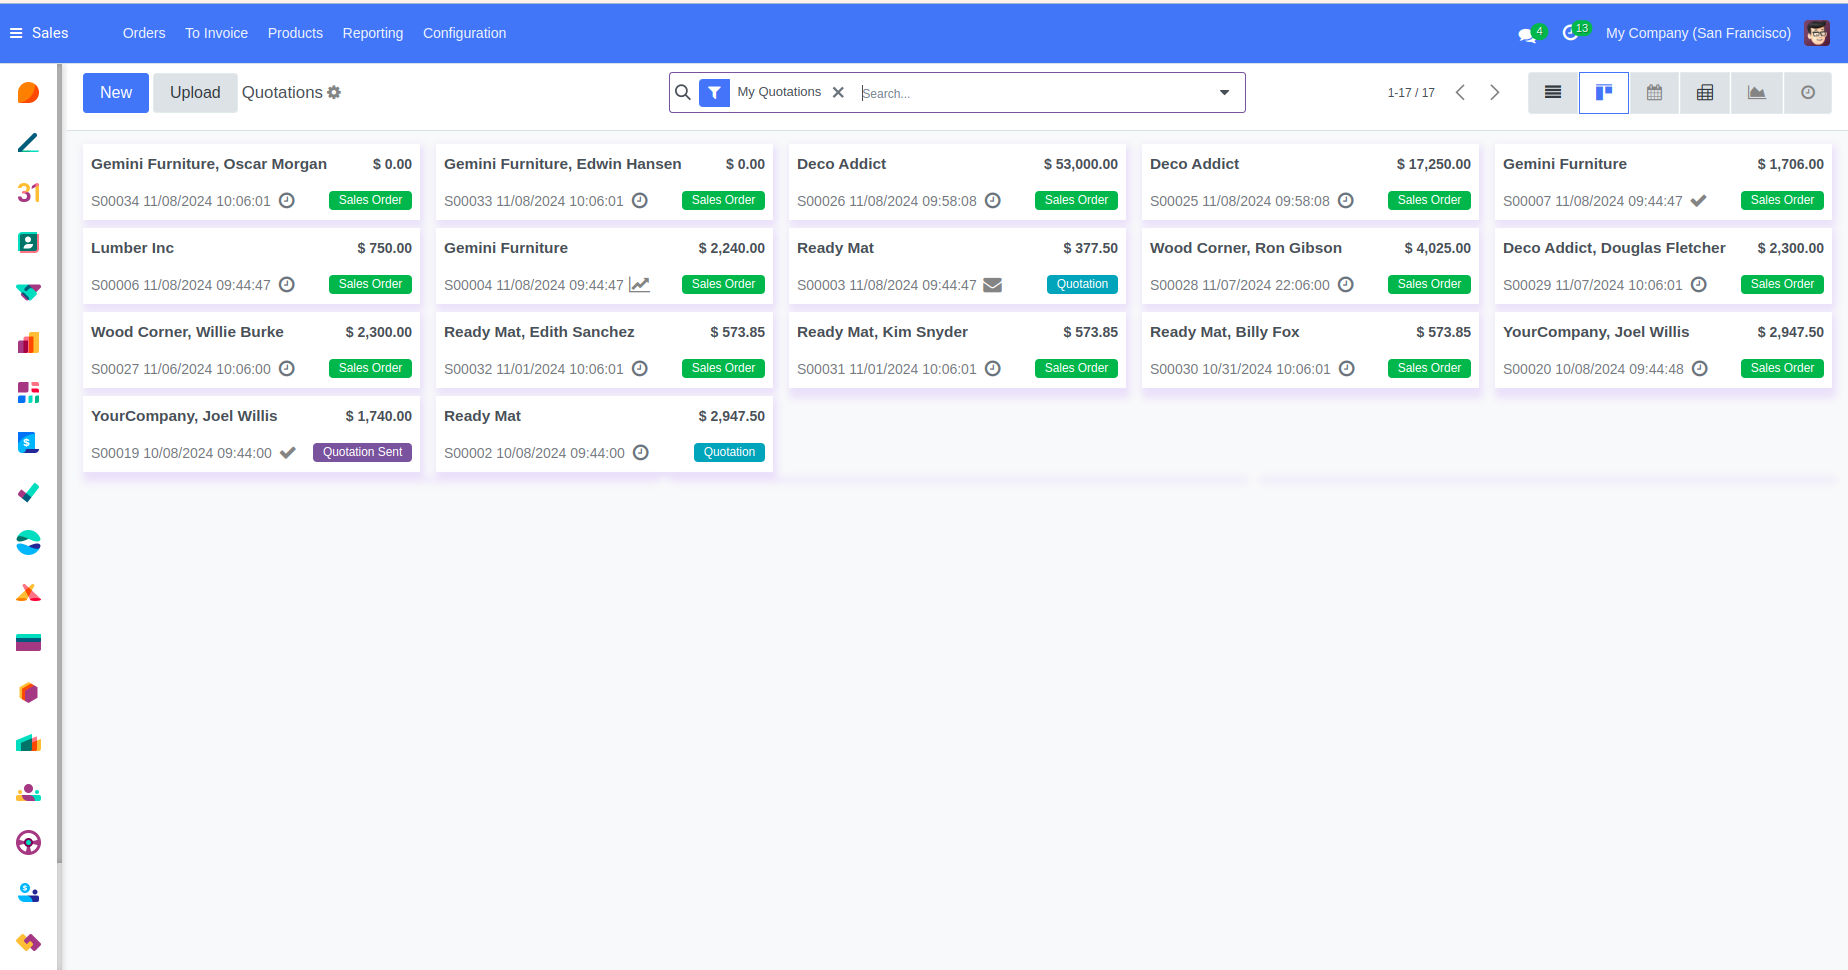 Sales Orders To Invoice Products Reporting Configuration 4 13 My Company (San Francisco)
New Upload Quotations My Quotations Search... 1-17 / 17
31
Gemini Furniture, Oscar Morgan $ 0.00
S00034 11/08/2024 10:06:01 Sales Order
Gemini Furniture, Edwin Hansen $ 0.00
S00033 11/08/2024 10:06:01 Sales Order
Deco Addict $ 53,000.00
S00026 11/08/2024 09:58:08 Sales Order
Deco Addict $ 17,250.00
S00025 11/08/2024 09:58:08 Sales Order
Gemini Furniture $ 1,706.00
S00007 11/08/2024 09:44:47 Sales Order
Lumber Inc $ 750.00
S00006 11/08/2024 09:44:47 Sales Order
Gemini Furniture $ 2,240.00
S00004 11/08/2024 09:44:47 Sales Order
Ready Mat $ 377.50
S00003 11/08/2024 09:44:47 Quotation
Wood Corner, Ron Gibson $ 4,025.00
S00028 11/07/2024 22:06:00 Sales Order
Deco Addict, Douglas Fletcher $ 2,300.00
S00029 11/07/2024 10:06:01 Sales Order
Wood Corner, Willie Burke $ 2,300.00
S00027 11/06/2024 10:06:00 Sales Order
Ready Mat, Edith Sanchez $ 573.85
S00032 11/01/2024 10:06:01 Sales Order
Ready Mat, Kim Snyder $ 573.85
S00031 11/01/2024 10:06:01 Sales Order
Ready Mat, Billy Fox $ 573.85
S00030 10/31/2024 10:06:01 Sales Order
YourCompany, Joel Willis $ 2,947.50
S00020 10/08/2024 09:44:48 Sales Order
YourCompany, Joel Willis $ 1,740.00
S00019 10/08/2024 09:44:00 Quotation Sent
Ready Mat $ 2,947.50
S00002 10/08/2024 09:44:00 Quotation